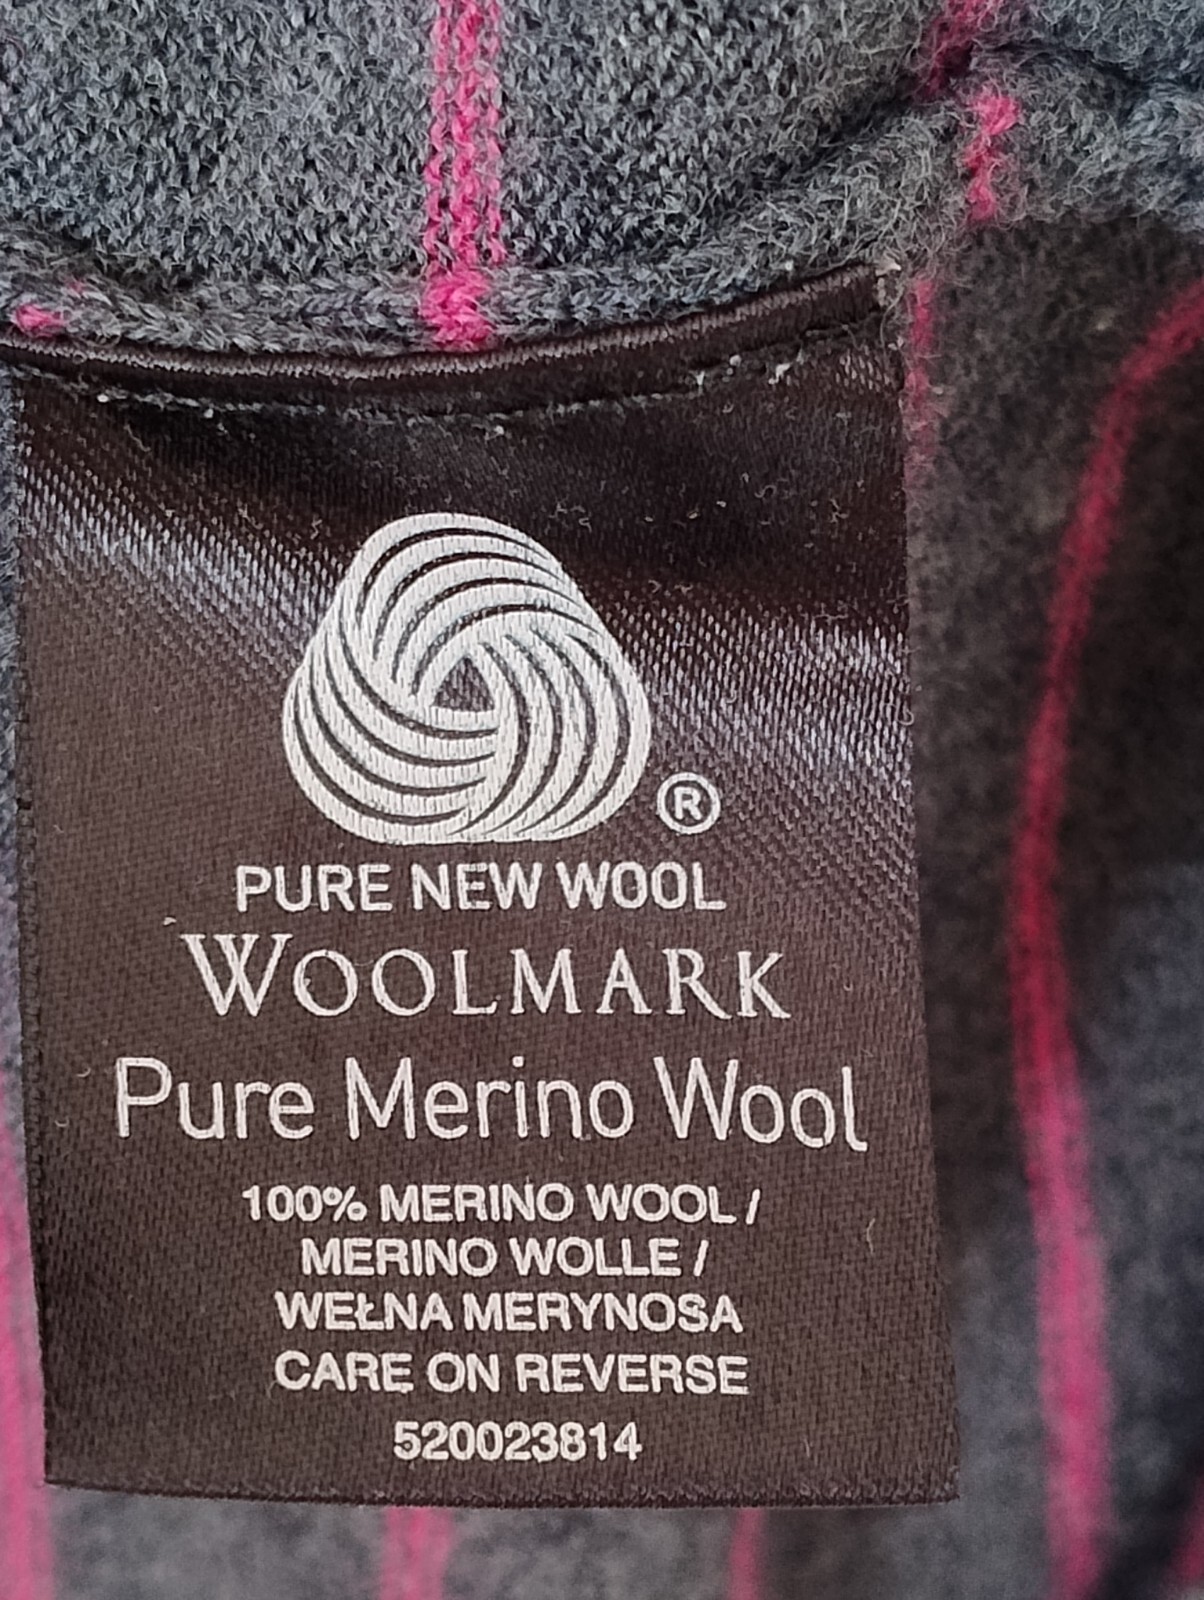 ®
PURE NEW WOOL
WOOLMARK
Pure Merino Wool
100% MERINO WOOL /
MERINO WOLLE /
WEŁNA MERYNOSA
CARE ON REVERSE
520023814